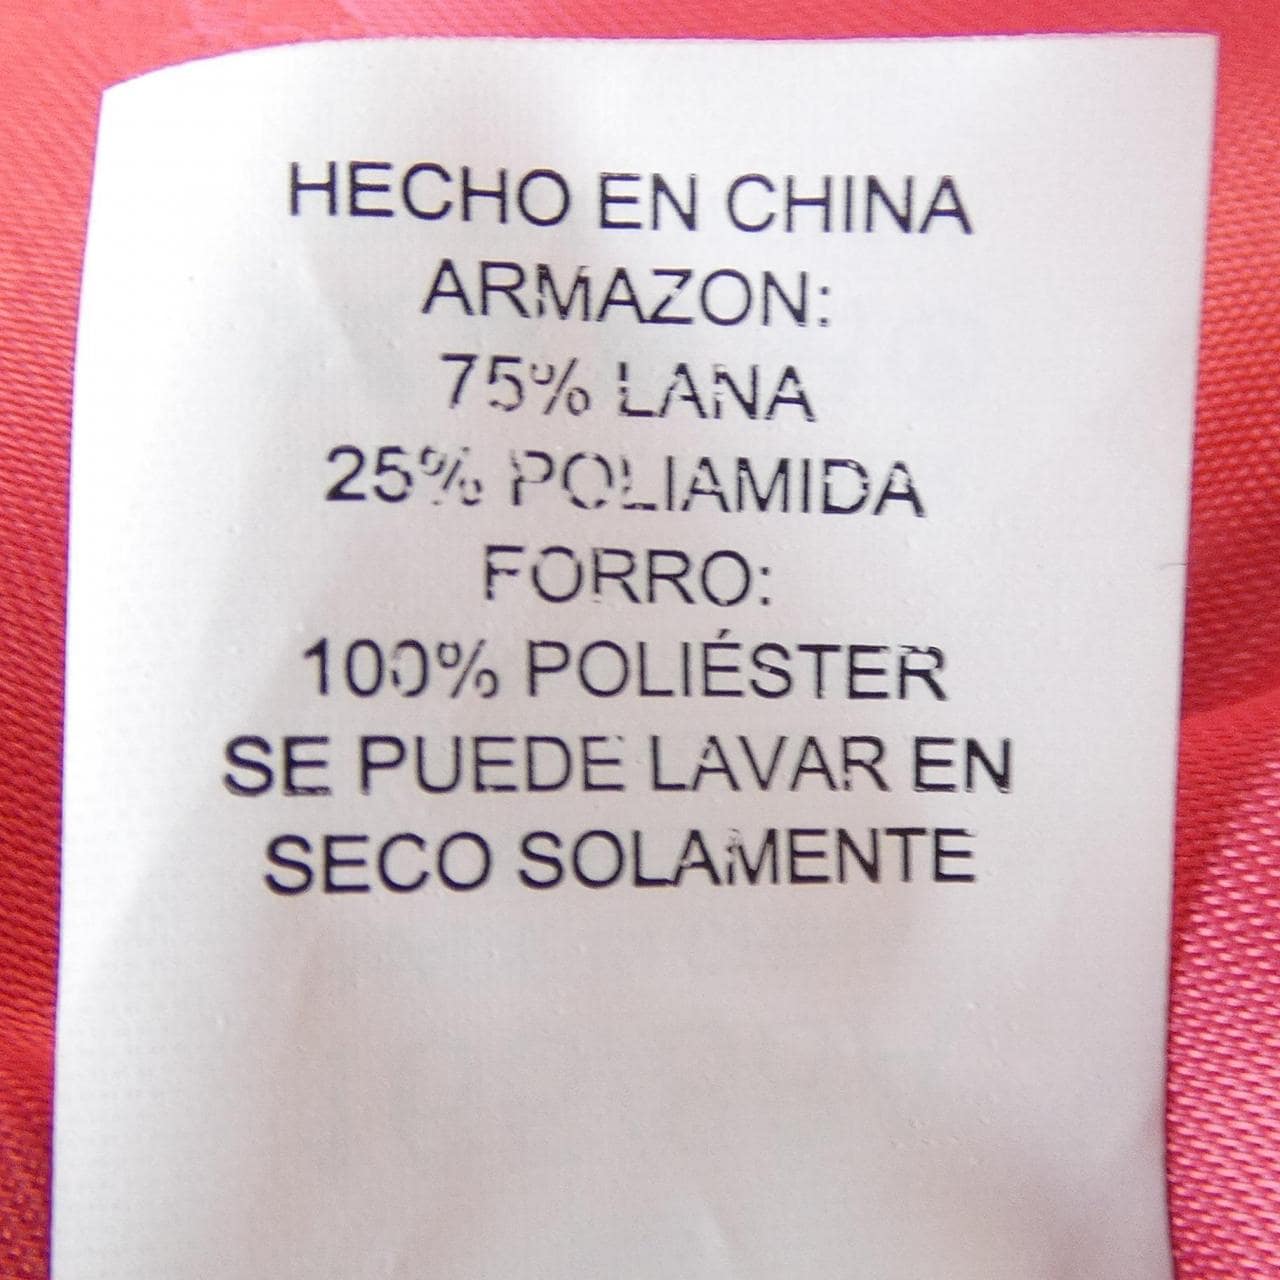 HECHO EN CHINA
ARMAZON:
75% LANA
25% POLIAMIDA
FORRO:
100% POLIÉSTER
SE PUEDE LAVAR EN
SECO SOLAMENTE